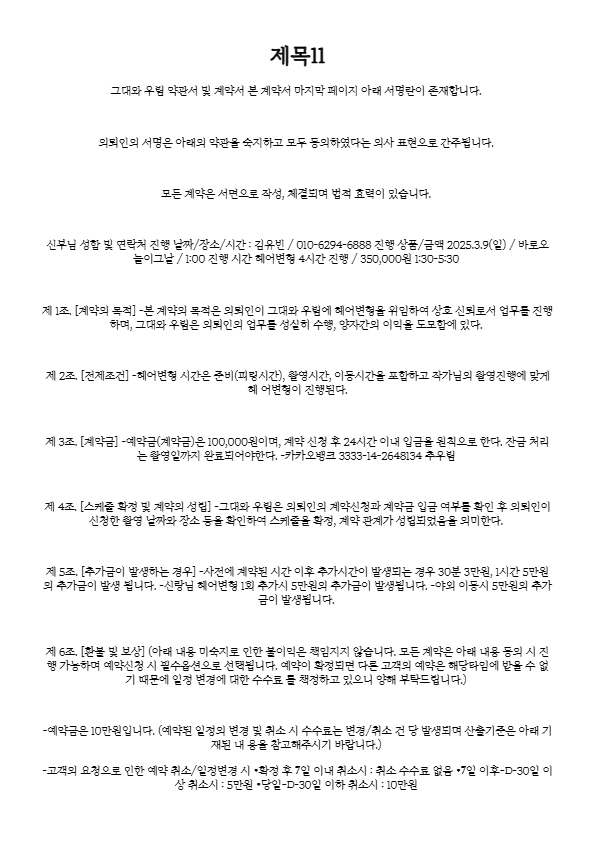 제목11
그대와 우림 약관서 및 계약서 본 계약서 마지막 페이지 아래 서명란이 존재합니다.
의뢰인의 서명은 아래의 약관을 숙지하고 모두 동의하였다는 의사 표현으로 간주됩니다.
모든 계약은 서면으로 작성, 체결되며 법적 효력이 있습니다.
신부님 성함 및 연락처 진행 날짜/장소/시간 : 김유빈 / 010-6294-6888 진행 상품/금액 2025.3.9(일) / 바로오
늘이그날 / 1:00 진행 시간 헤어변형 4시간 진행 / 350,000원 1:30-5:30
제 1조. [계약의 목적] -본 계약의 목적은 의뢰인이 그대와 우림에 헤어변형을 위임하여 상호 신뢰로서 업무를 진행
하며, 그대와 우림은 의뢰인의 업무를 성실히 수행, 양자간의 이익을 도모함에 있다.
제 2조. [전제조건] -헤어변형 시간은 준비(피팅시간), 촬영시간, 이동시간을 포함하고 작가님의 촬영진행에 맞게
헤 어변형이 진행된다.
제 3조. [계약금] -예약금(계약금)은 100,000원이며, 계약 신청 후 24시간 이내 입금을 원칙으로 한다. 잔금 처리
는 촬영일까지 완료되어야한다. -카카오뱅크 3333-14-2648134 추우림
제 4조. [스케줄 확정 및 계약의 성립] -그대와 우림은 의뢰인의 계약신청과 계약금 입금 여부를 확인 후 의뢰인이
신청한 촬영 날짜와 장소 등을 확인하여 스케줄을 확정, 계약 관계가 성립되었음을 의미한다.
제 5조. [추가금이 발생하는 경우] -사전에 계약된 시간 이후 추가시간이 발생되는 경우 30분 3만원, 1시간 5만원
의 추가금이 발생 됩니다. -신랑님 헤어변형 1회 추가시 5만원의 추가금이 발생됩니다. -야외 이동시 5만원의 추가
금이 발생됩니다.
제 6조. [환불 및 보상] (아래 내용 미숙지로 인한 불이익은 책임지지 않습니다. 모든 계약은 아래 내용 동의 시 진
행 가능하며 예약신청 시 필수옵션으로 선택됩니다. 예약이 확정되면 다른 고객의 예약은 해당타임에 받을 수 없
기 때문에 일정 변경에 대한 수수료 를 책정하고 있으니 양해 부탁드립니다.)
-예약금은 10만원입니다. (예약된 일정의 변경 및 취소 시 수수료는 변경/취소 건 당 발생되며 산출기준은 아래 기
재된 내 용을 참고해주시기 바랍니다.)
-고객의 요청으로 인한 예약 취소/일정변경 시 •확정 후 7일 이내 취소시 : 취소 수수료 없음 •7일 이후-D-30일 이
상 취소시 : 5만원 •당일-D-30일 이하 취소시 : 10만원